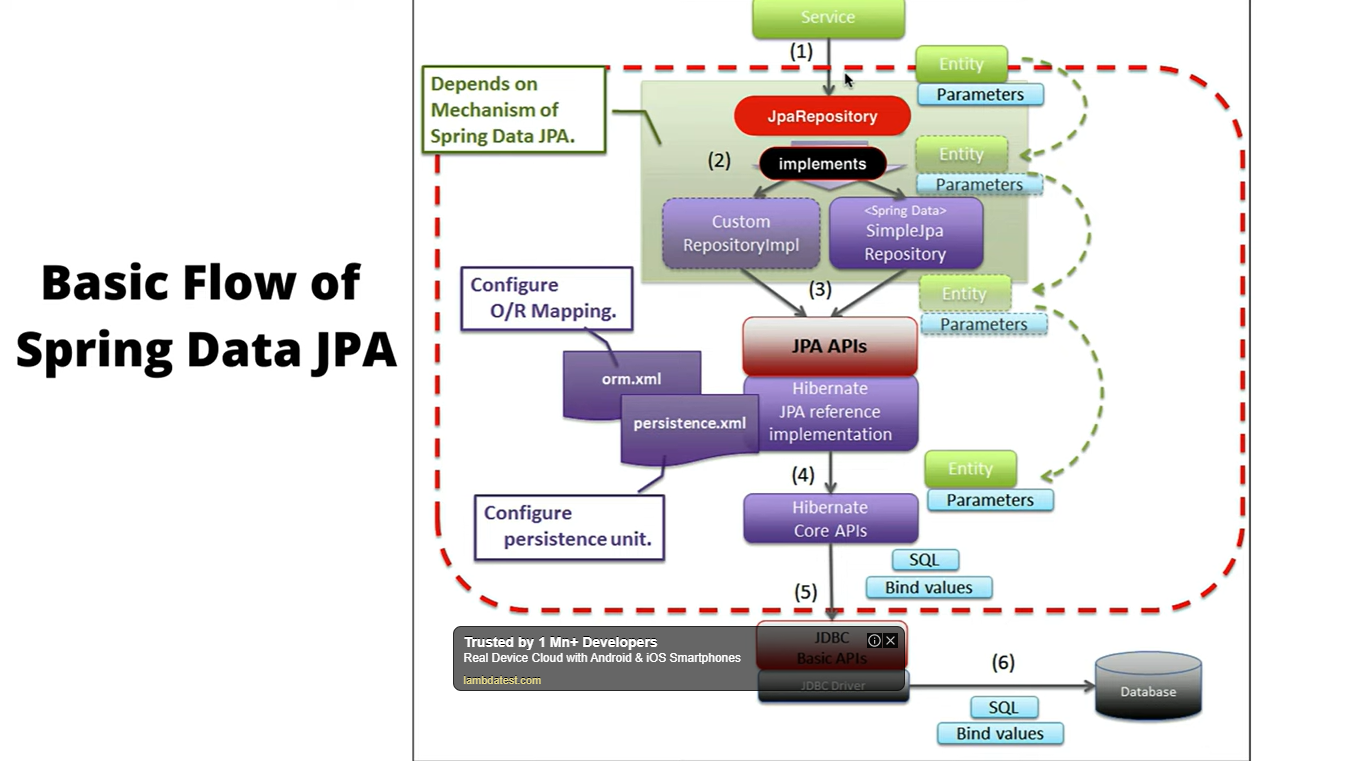 Basic Flow of
Spring Data JPA
Service
(1)
Entity
Parameters
Depends on
Mechanism of
Spring Data JPA.
JpaRepository
(2)
implements
Entity
Parameters
Custom
RepositoryImpl
<Spring Data>
SimpleJpa
Repository
Configure
O/R Mapping.
(3)
Entity
Parameters
JPA APIs
orm.xml
persistence.xml
Hibernate
JPA reference
implementation
(4)
Entity
Parameters
Configure
persistence unit.
Hibernate
Core APIs
SQL
Bind values
(5)
Trusted by 1 Mn+ Developers
Real Device Cloud with Android & iOS Smartphones
lambdatest.com
JDBC
Basic APIs
JDBC Driver
(6)
Database
SQL
Bind values